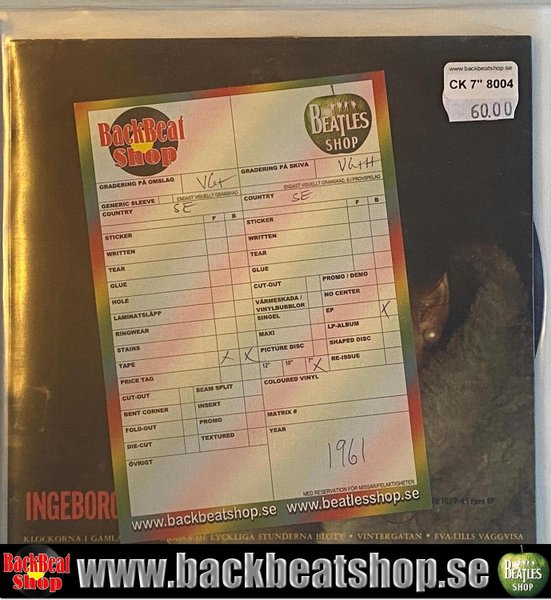 www.backbeatshop.se
CK 7" 8004
60.00
BackBeat Shop
BEATLES SHOP
GRADERING PÅ OMSLAG VG+
GRADERING PÅ SKIVA VG++
ENDAST VISUELLT GRANSKAD
ENDAST VISUELLT GRANSKAD, EJ PROVSPELAD
GENERIC SLEEVE
COUNTRY SE
F B
STICKER
WRITTEN
TEAR
GLUE
HOLE
LAMINATSLÄPP
RINGWEAR
STAINS
TAPE X X
PRICE TAG
CUT-OUT
SEAM SPLIT
BENT CORNER
INSERT
FOLD-OUT
PROMO
DIE-CUT
TEXTURED
ÖVRIGT
COUNTRY SE
F B
STICKER
WRITTEN
TEAR
GLUE
CUT-OUT
PROMO / DEMO
VÄRMESKADA / VINYLBUBBLOR
NO CENTER
SINGEL
EP X
MAXI
LP-ALBUM
PICTURE DISC
SHAPED DISC
12" 10" 7" X
RE-ISSUE
COLOURED VINYL
MATRIX #
YEAR
1961
MED RESERVATION FÖR MISSAR/FELAKTIGHETER
www.backbeatshop.se www.beatlesshop.se
INGEBOR
45 rpm EP
KLOCKORNA I GAMLA DE LYCKLIGA STUNDERNA BLOTT • VINTERGATAN • EVA-LILLS VAGGVISA
BackBeat Shop
www.backbeatshop.se
BEATLES SHOP